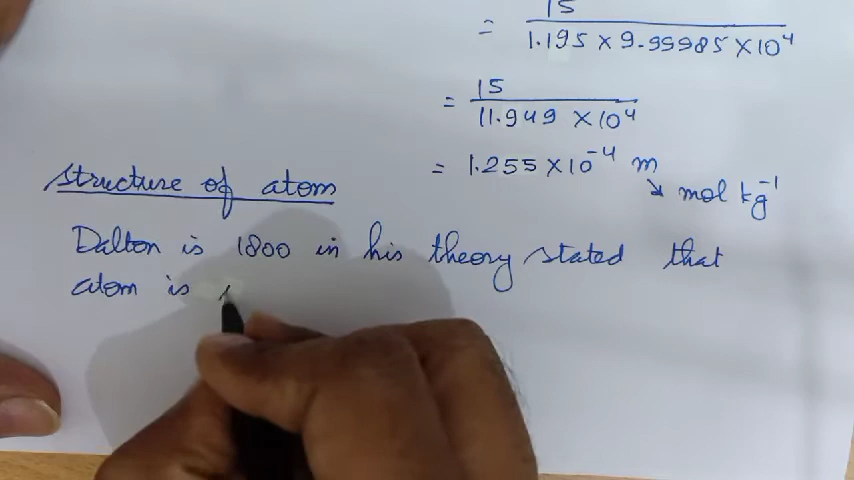 15
= 1.195 × 9.99985 × 10⁴
15
= 11.949 × 10⁴
= 1.255 × 10⁻⁴ m
↘ mol kg⁻¹
Structure of atom
Dalton is 1800 in his theory stated that
atom is